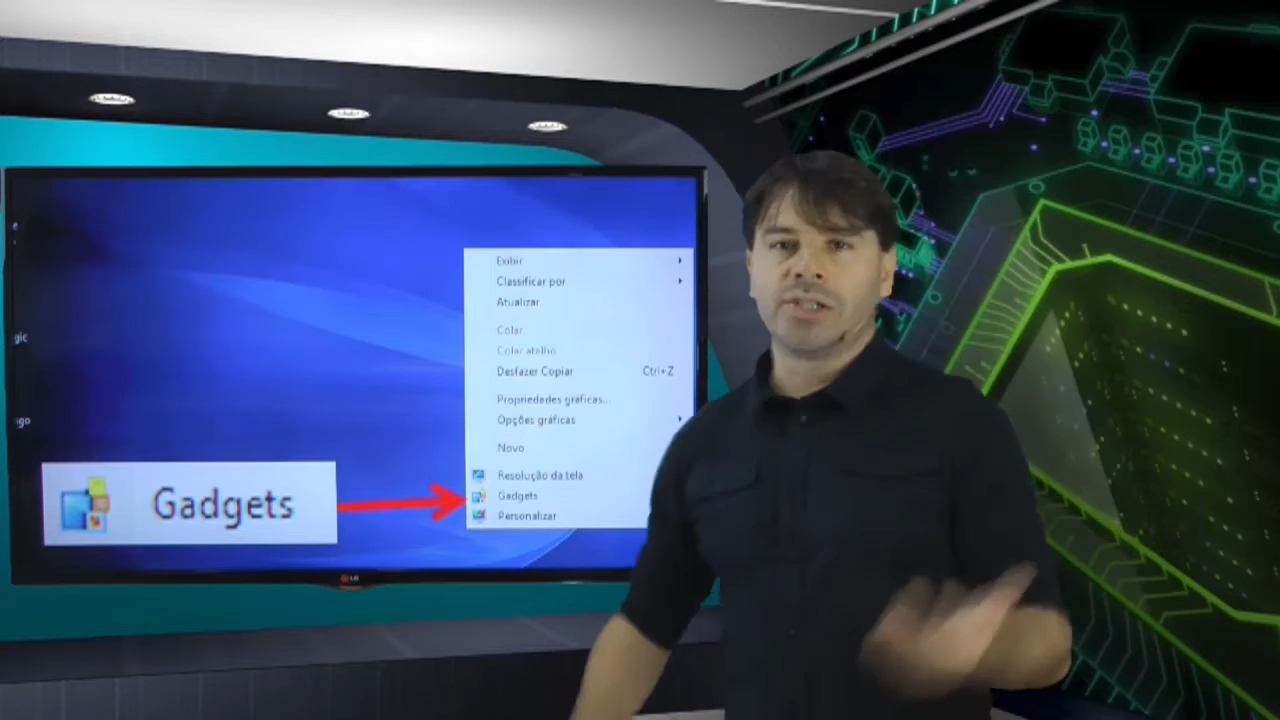 Exibir
Classificar por
Atualizar
Colar
Colar atalho
Desfazer Copiar Ctrl+Z
Propriedades gráficas...
Opções gráficas
Novo
Resolução da tela
Gadgets
Personalizar
Gadgets
LG